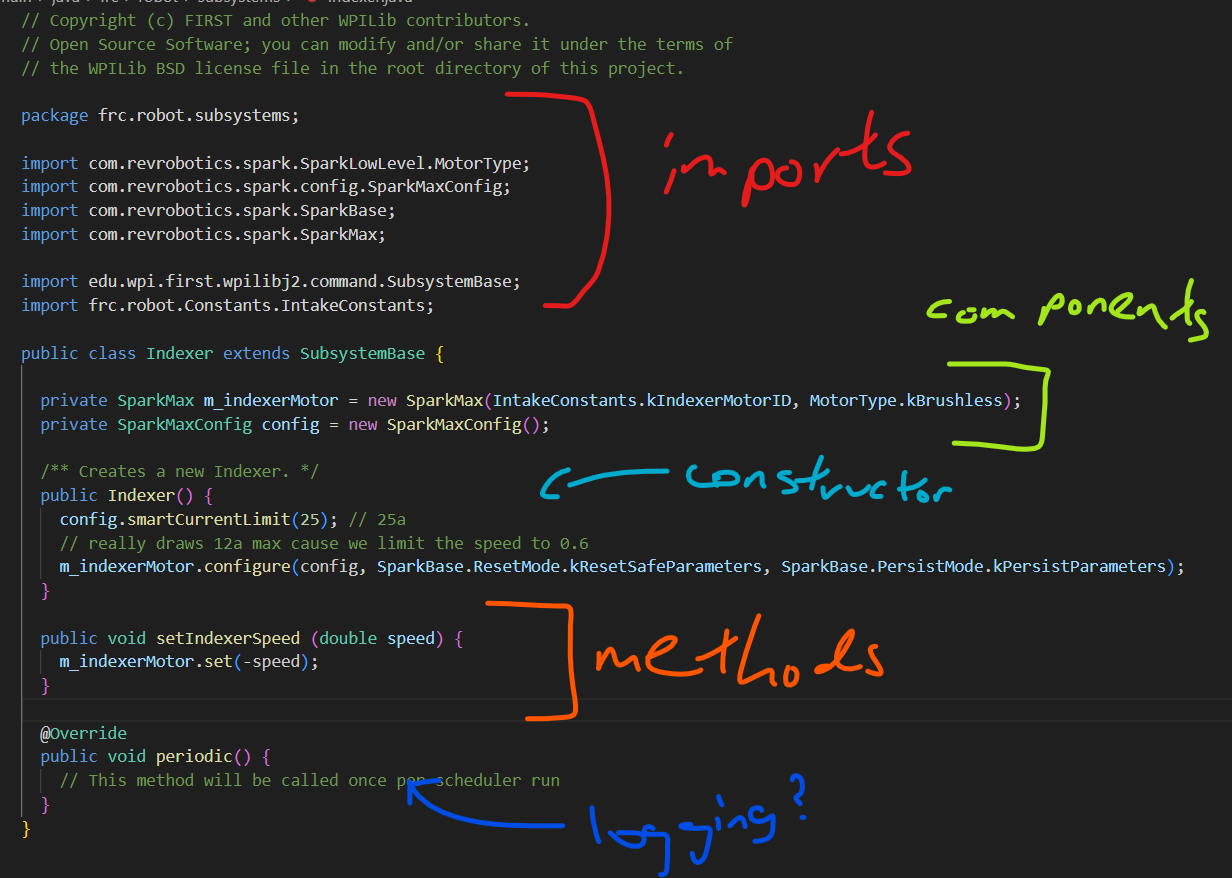 // Copyright (c) FIRST and other WPILib contributors.
// Open Source Software; you can modify and/or share it under the terms of
// the WPILib BSD license file in the root directory of this project.
package frc.robot.subsystems;
imports
import com.revrobotics.spark.SparkLowLevel.MotorType;
import com.revrobotics.spark.config.SparkMaxConfig;
import com.revrobotics.spark.SparkBase;
import com.revrobotics.spark.SparkMax;
import edu.wpi.first.wpilibj2.command.SubsystemBase;
import frc.robot.Constants.IntakeConstants;
components
public class Indexer extends SubsystemBase {
private SparkMax m_indexerMotor = new SparkMax(IntakeConstants.kIndexerMotorID, MotorType.kBrushless);
private SparkMaxConfig config = new SparkMaxConfig();
/** Creates a new Indexer. */
constructor
public Indexer() {
config.smartCurrentLimit(25); // 25a
// really draws 12a max cause we limit the speed to 0.6
m_indexerMotor.configure(config, SparkBase.ResetMode.kResetSafeParameters, SparkBase.PersistMode.kPersistParameters);
}
public void setIndexerSpeed (double speed) {
methods
m_indexerMotor.set(-speed);
}
@Override
public void periodic() {
// This method will be called once per scheduler run
}
logging?
}